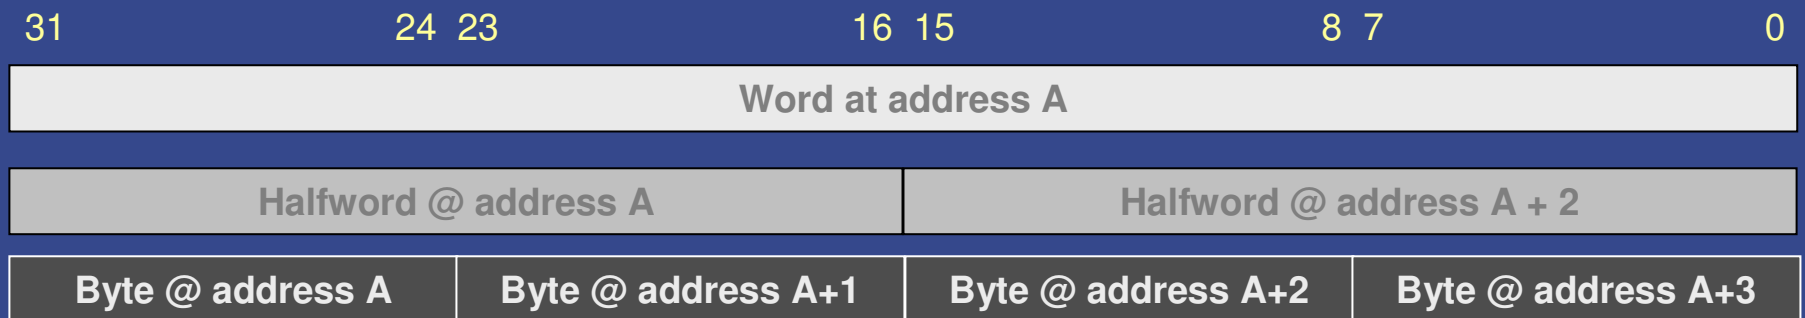 31 24 23 16 15 8 7 0
Word at address A
Halfword @ address A Halfword @ address A + 2
Byte @ address A Byte @ address A+1 Byte @ address A+2 Byte @ address A+3